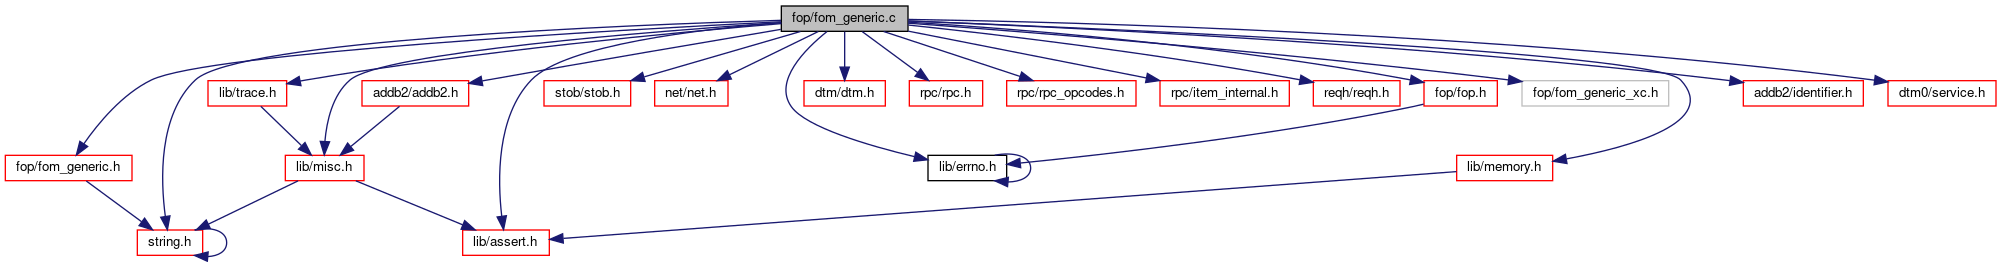 fop/fom_generic.c
lib/trace.h
addb2/addb2.h
stob/stob.h
net/net.h
dtm/dtm.h
rpc/rpc.h
rpc/rpc_opcodes.h
rpc/item_internal.h
reqh/reqh.h
fop/fop.h
fop/fom_generic_xc.h
addb2/identifier.h
dtm0/service.h
fop/fom_generic.h
lib/misc.h
lib/errno.h
lib/memory.h
string.h
lib/assert.h